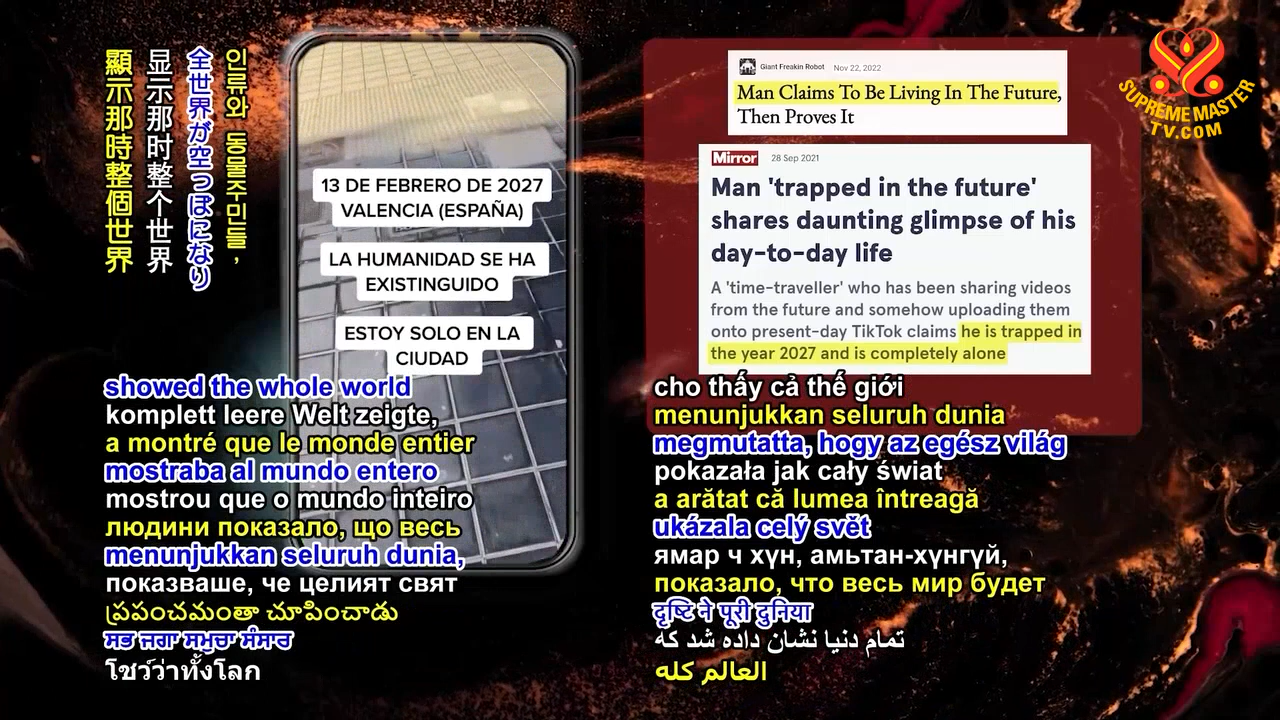 顯示那時整個世界
显示那时整个世界
全世界が空っぽになり
인류와 동물주민들,
13 DE FEBRERO DE 2027
VALENCIA (ESPAÑA)
LA HUMANIDAD SE HA
EXISTINGUIDO
ESTOY SOLO EN LA
CIUDAD
Giant Freakin Robot Nov 22, 2022
Man Claims To Be Living In The Future,
Then Proves It
Mirror 28 Sep 2021
Man 'trapped in the future'
shares daunting glimpse of his
day-to-day life
A 'time-traveller' who has been sharing videos
from the future and somehow uploading them
onto present-day TikTok claims he is trapped in
the year 2027 and is completely alone
SUPREME MASTER
TV.COM
showed the whole world
komplett leere Welt zeigte,
a montré que le monde entier
mostraba al mundo entero
mostrou que o mundo inteiro
людини показало, що весь
menunjukkan seluruh dunia,
показваше, че целият свят
ప్రపంచమంతా చూపించాడు
ਸਭ ਜਗਾ ਸਮੁਚਾ ਸੰਸਾਰ
โชว์ว่าทั้งโลก
cho thấy cả thế giới
menunjukkan seluruh dunia
megmutatta, hogy az egész világ
pokazała jak cały świat
a arătat că lumea întreagă
ukázala celý svět
ямар ч хүн, амьтан-хүнгүй,
показало, что весь мир будет
दृष्टि ने पूरी दुनिया
تمام دنیا نشان داده شد که
العالم كله